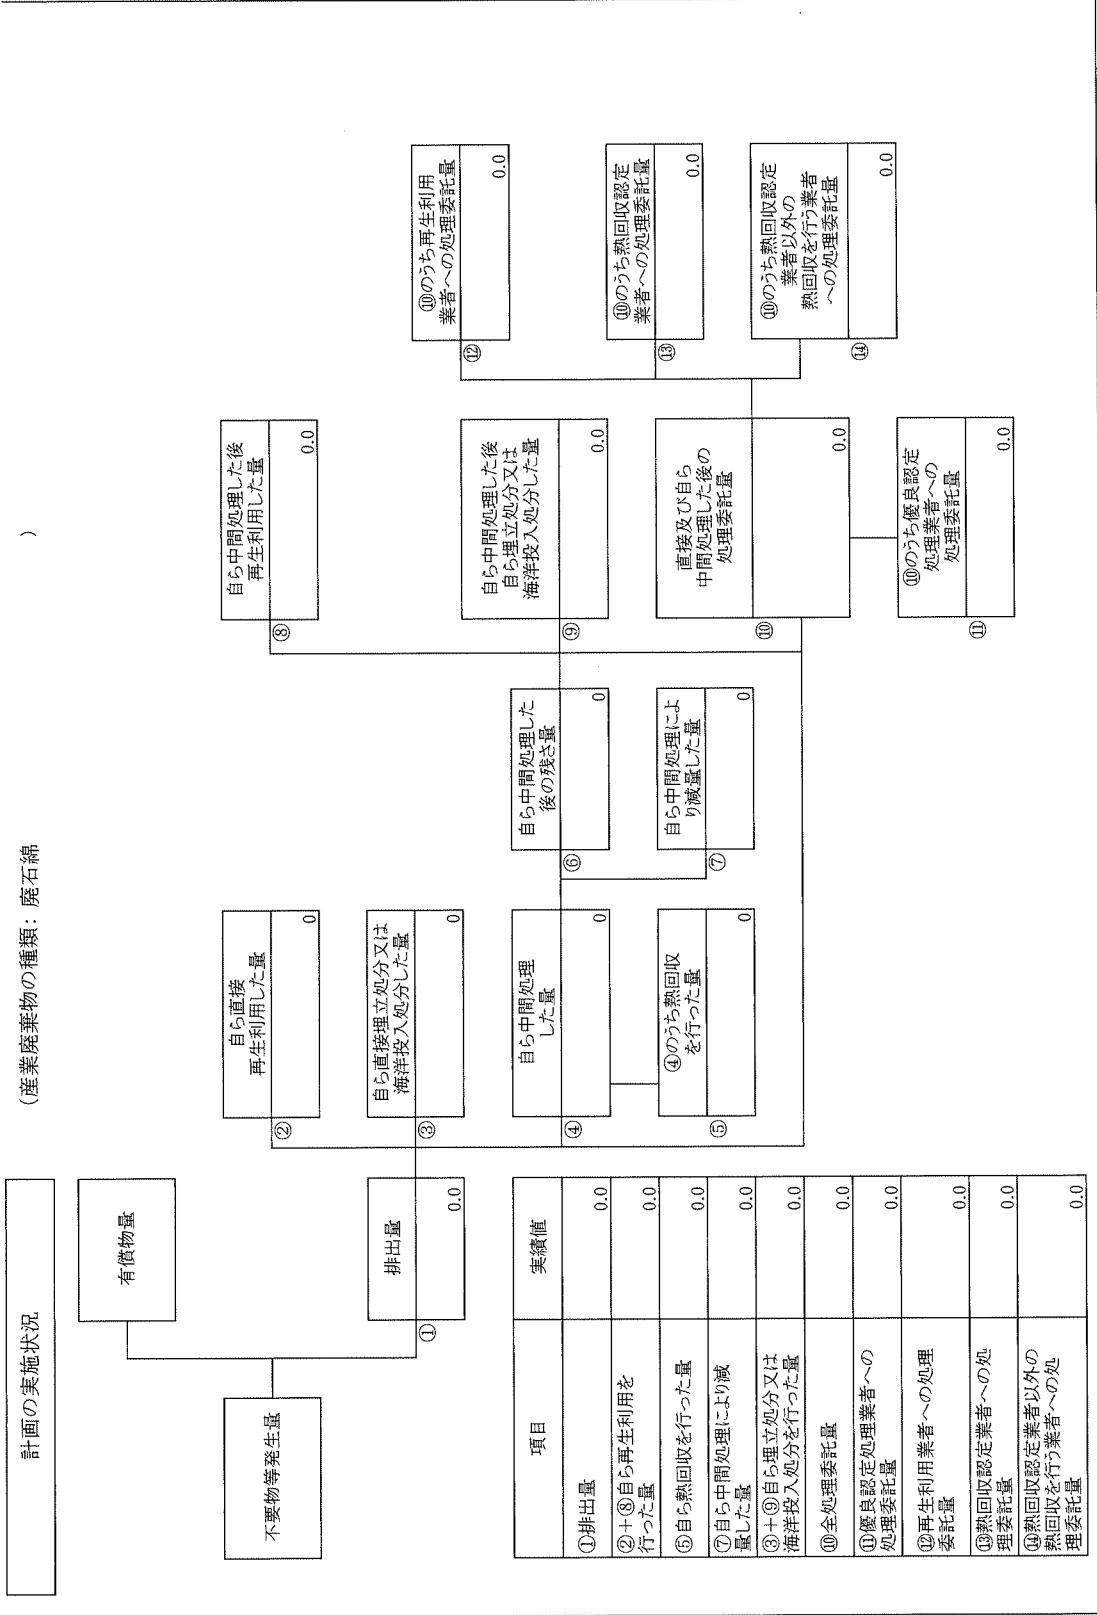 計画の実施状況
(産業廃棄物の種類: 廃石綿
)
不要物等発生量
有償物量
排出量
①
0.0
自ら直接
再生利用した量
②
0
自ら直接埋立処分又は
海洋投入処分した量
③
0
自ら中間処理
した量
④
0
④のうち熱回収
を行った量
⑤
0
自ら中間処理した
後の残さ量
⑥
0
自ら中間処理によ
り減量した量
⑦
0
自ら中間処理した後
再生利用した量
⑧
0.0
自ら中間処理した後
自ら埋立処分又は
海洋投入処分した量
⑨
0.0
直接及び自ら
中間処理した後の
処理委託量
⑩
0.0
⑩のうち優良認定
処理業者への
処理委託量
⑪
0.0
⑩のうち再生利用
業者への処理委託量
⑫
0.0
⑩のうち熱回収認定
業者への処理委託量
⑬
0.0
⑩のうち熱回収認定
業者以外の
熱回収を行う業者
への処理委託量
⑭
0.0
項目
実績値
①排出量
0.0
②+⑧自ら再生利用を
行った量
0.0
⑤自ら熱回収を行った量
0.0
⑦自ら中間処理により減
量した量
0.0
③+⑨自ら埋立処分又は
海洋投入処分を行った量
0.0
⑩全処理委託量
0.0
⑪優良認定処理業者への
処理委託量
0.0
⑫再生利用業者への処理
委託量
0.0
⑬熱回収認定業者への処
理委託量
0.0
⑭熱回収認定業者以外の
熱回収を行う業者への処
理委託量
0.0